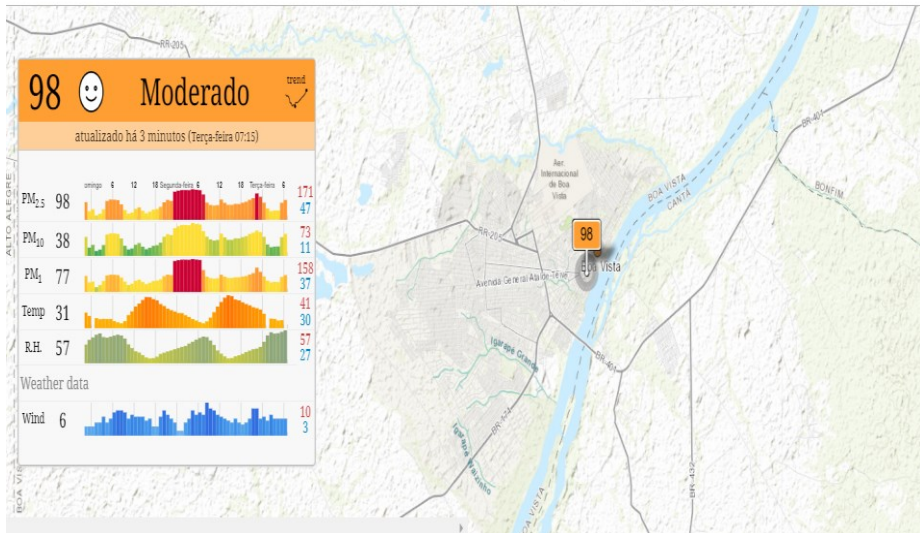 98
Moderado
trend
atualizado há 3 minutos (Terça-feira 07:15)
omingo 6 12 18 Segunda-feira 6 12 18 Terça-feira 6
PM2.5 98 171 47
PM10 38 73 11
PM1 77 158 37
Temp 31 41 30
R.H. 57 57 27
Weather data
Wind 6 10 3
RR-205
ALTO ALEGRE
Aer. Internacional de Boa Vista
BOA VISTA
CANTÁ
BR-401
BONFIM
RR-205
98
Boa Vista
Avenida General Ataíde Teive
Igarapé Grande
BR-401
BR-174
Igarapé Waizinho
BR-432
BOA VISTA
CANTÁ
BOA VIS